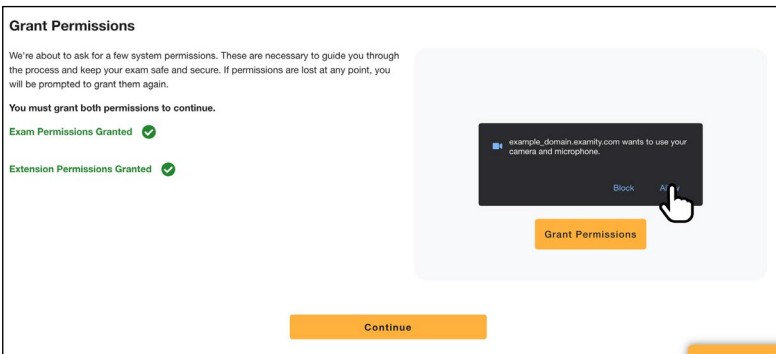 Grant Permissions
We're about to ask for a few system permissions. These are necessary to guide you through
the process and keep your exam safe and secure. If permissions are lost at any point, you
will be prompted to grant them again.
You must grant both permissions to continue.
Exam Permissions Granted
Extension Permissions Granted
example_domain.examity.com wants to use your
camera and microphone.
Block
Grant Permissions
Continue